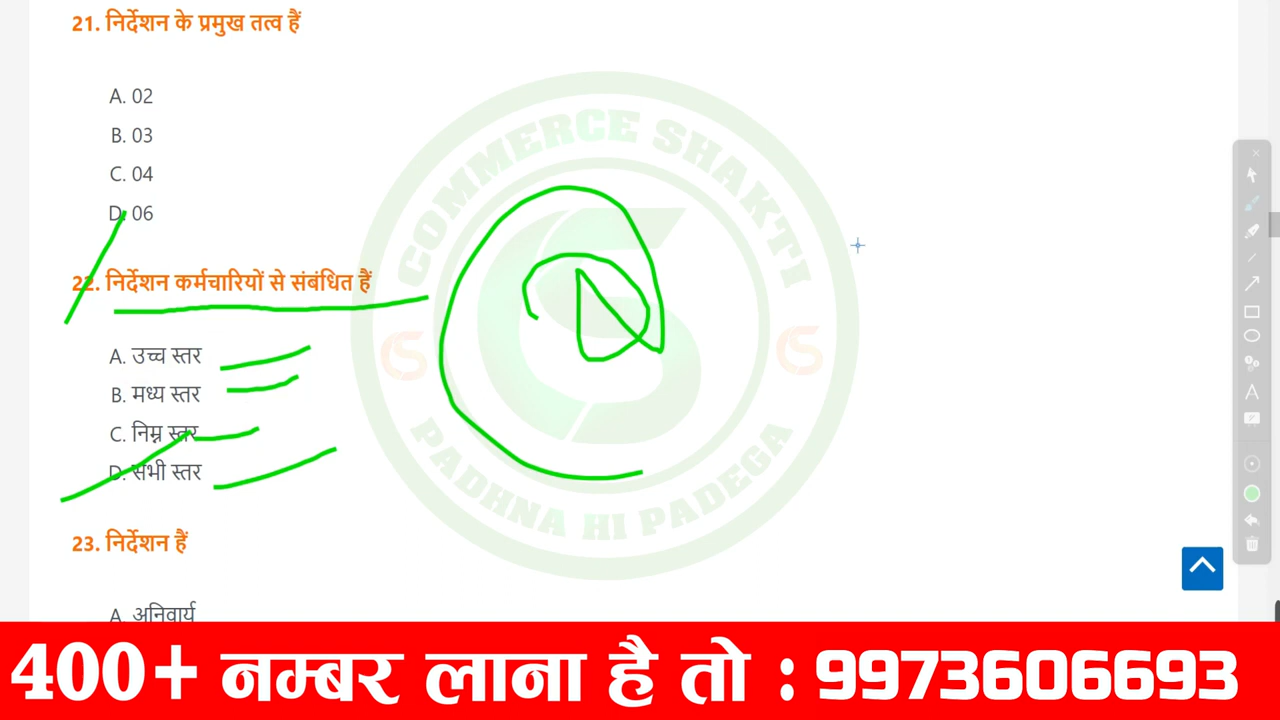 21. निर्देशन के प्रमुख तत्व हैं
A. 02
B. 03
C. 04
D. 06
22. निर्देशन कर्मचारियों से संबंधित हैं
A. उच्च स्तर
B. मध्य स्तर
C. निम्न स्तर
D. सभी स्तर
23. निर्देशन हैं
A. अनिवार्य
COMMERCE SHAKTI
PADHNA HI PADEGA
400+ नम्बर लाना है तो : 9973606693